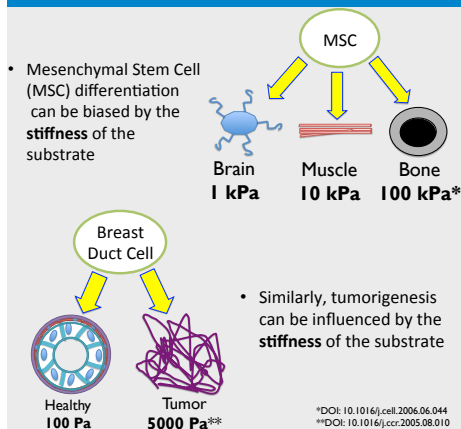 MSC
• Mesenchymal Stem Cell
(MSC) differentiation
can be biased by the
stiffness of the
substrate
Brain
1 kPa
Muscle
10 kPa
Bone
100 kPa*
Breast
Duct Cell
• Similarly, tumorigenesis
can be influenced by the
stiffness of the substrate
Healthy
100 Pa
Tumor
5000 Pa**
*DOI: 10.1016/j.cell.2006.06.044
**DOI: 10.1016/j.ccr.2005.08.010